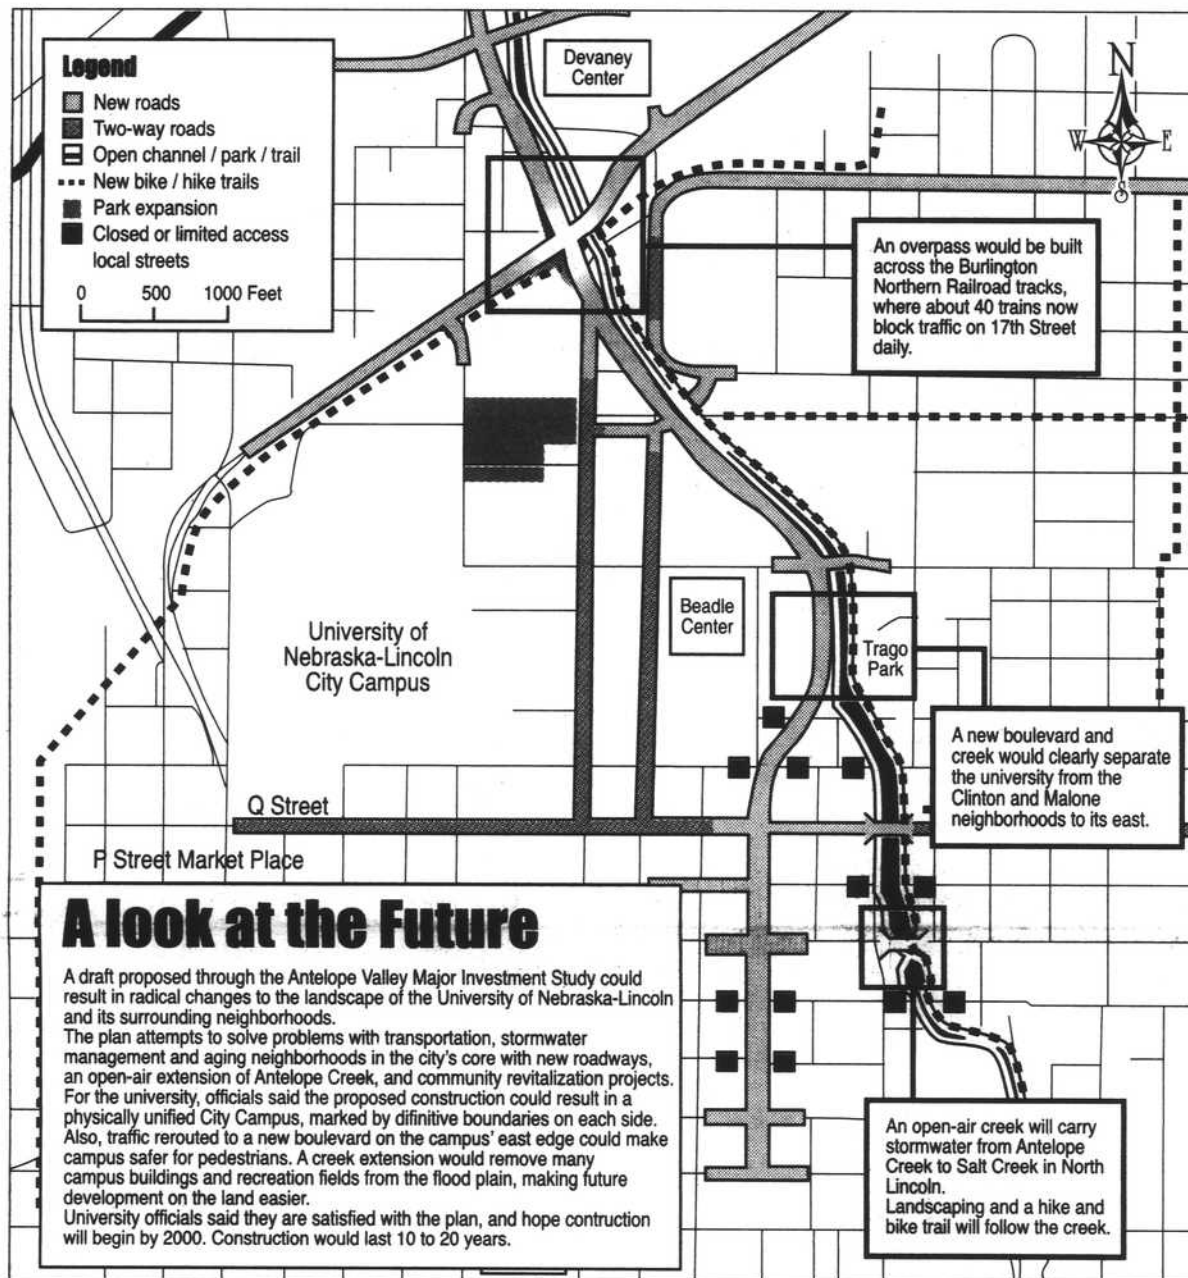 Legend
New roads
Two-way roads
Open channel / park / trail
New bike / hike trails
Park expansion
Closed or limited access
local streets
0 500 1000 Feet
Devaney
Center
N
W E
S
An overpass would be built
across the Burlington
Northern Railroad tracks,
where about 40 trains now
block traffic on 17th Street
daily.
University of
Nebraska-Lincoln
City Campus
Beadle
Center
Trago
Park
A new boulevard and
creek would clearly separate
the university from the
Clinton and Malone
neighborhoods to its east.
Q Street
P Street Market Place
A look at the Future
A draft proposed through the Antelope Valley Major Investment Study could
result in radical changes to the landscape of the University of Nebraska-Lincoln
and its surrounding neighborhoods.
The plan attempts to solve problems with transportation, stormwater
management and aging neighborhoods in the city's core with new roadways,
an open-air extension of Antelope Creek, and community revitalization projects.
For the university, officials said the proposed construction could result in a
physically unified City Campus, marked by difinitive boundaries on each side.
Also, traffic rerouted to a new boulevard on the campus' east edge could make
campus safer for pedestrians. A creek extension would remove many
campus buildings and recreation fields from the flood plain, making future
development on the land easier.
University officials said they are satisfied with the plan, and hope contruction
will begin by 2000. Construction would last 10 to 20 years.
An open-air creek will carry
stormwater from Antelope
Creek to Salt Creek in North
Lincoln.
Landscaping and a hike and
bike trail will follow the creek.